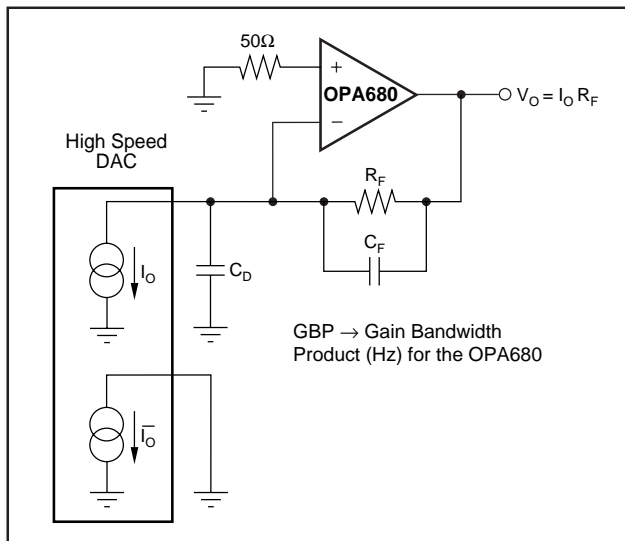 50Ω
+
OPA680
−
V_O = I_O R_F
High Speed
DAC
R_F
C_F
C_D
I_O
GBP → Gain Bandwidth
Product (Hz) for the OPA680
I̅_O